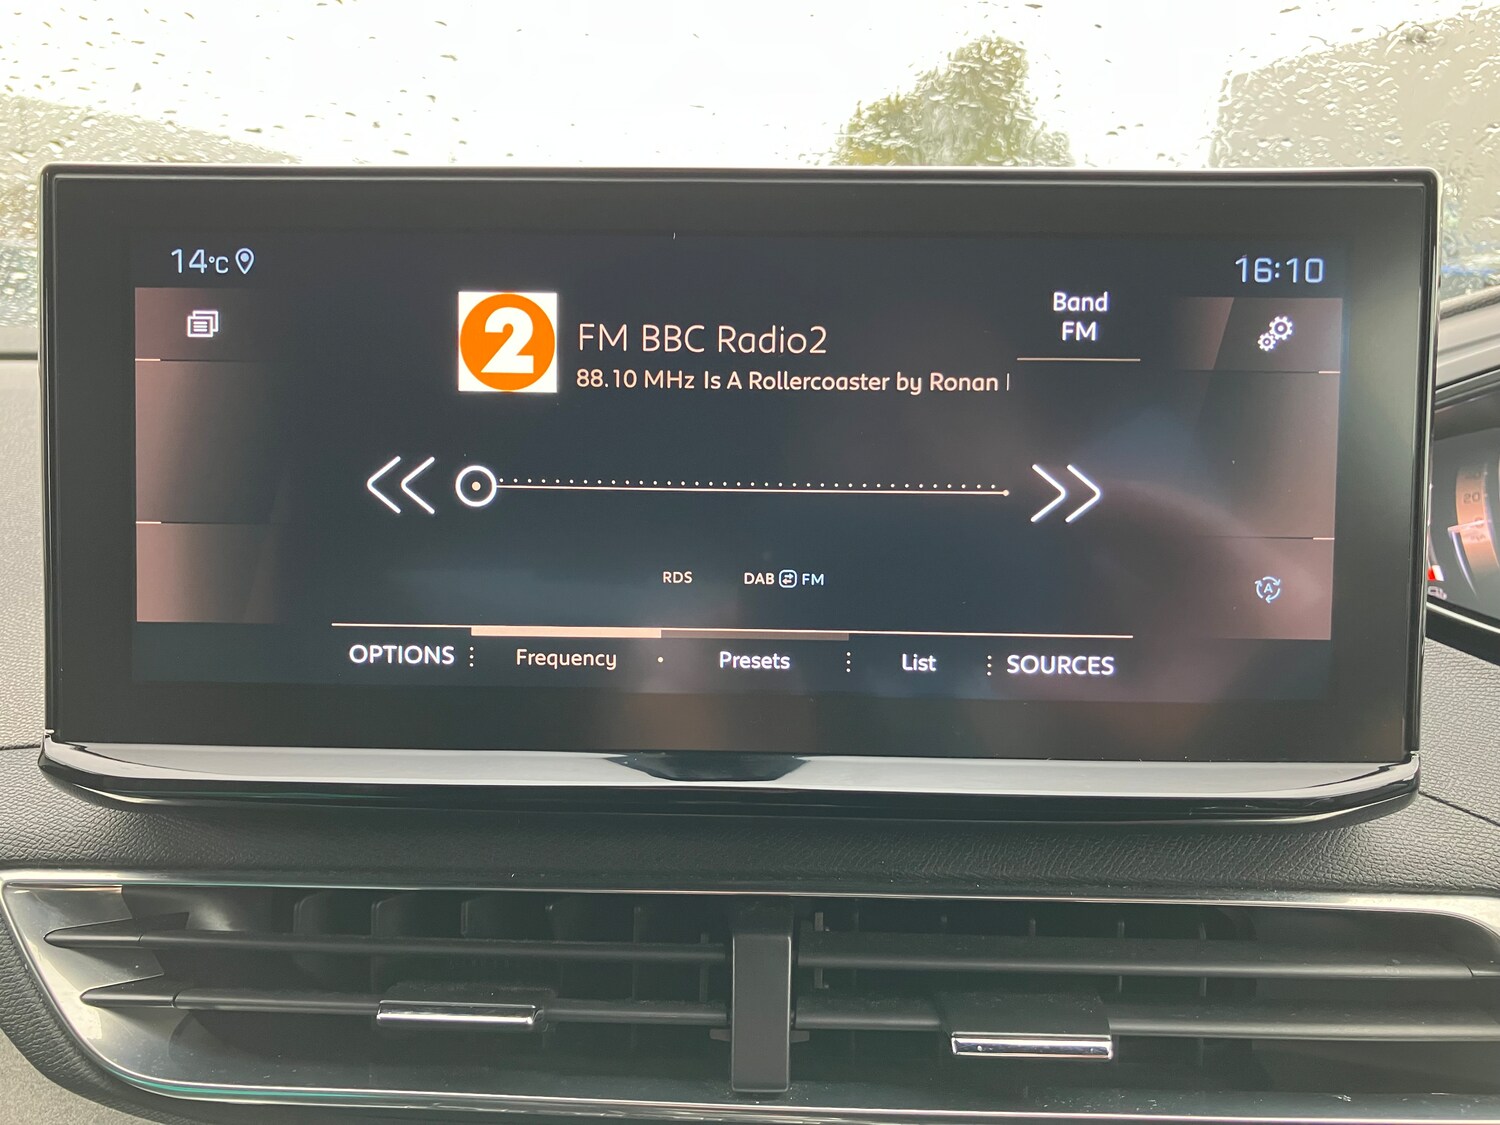 14°C
16:10
2
FM BBC Radio2
88.10 MHz Is A Rollercoaster by Ronan
Band
FM
RDS
DAB FM
OPTIONS
Frequency
Presets
List
SOURCES
A